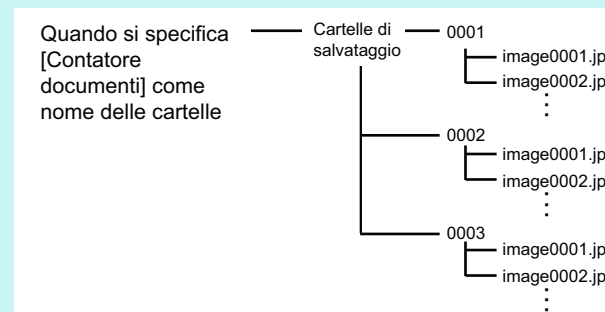 Quando si specifica
[Contatore
documenti] come
nome delle cartelle
Cartelle di
salvataggio
0001
image0001.jp
image0002.jp
0002
image0001.jp
image0002.jp
0003
image0001.jp
image0002.jp